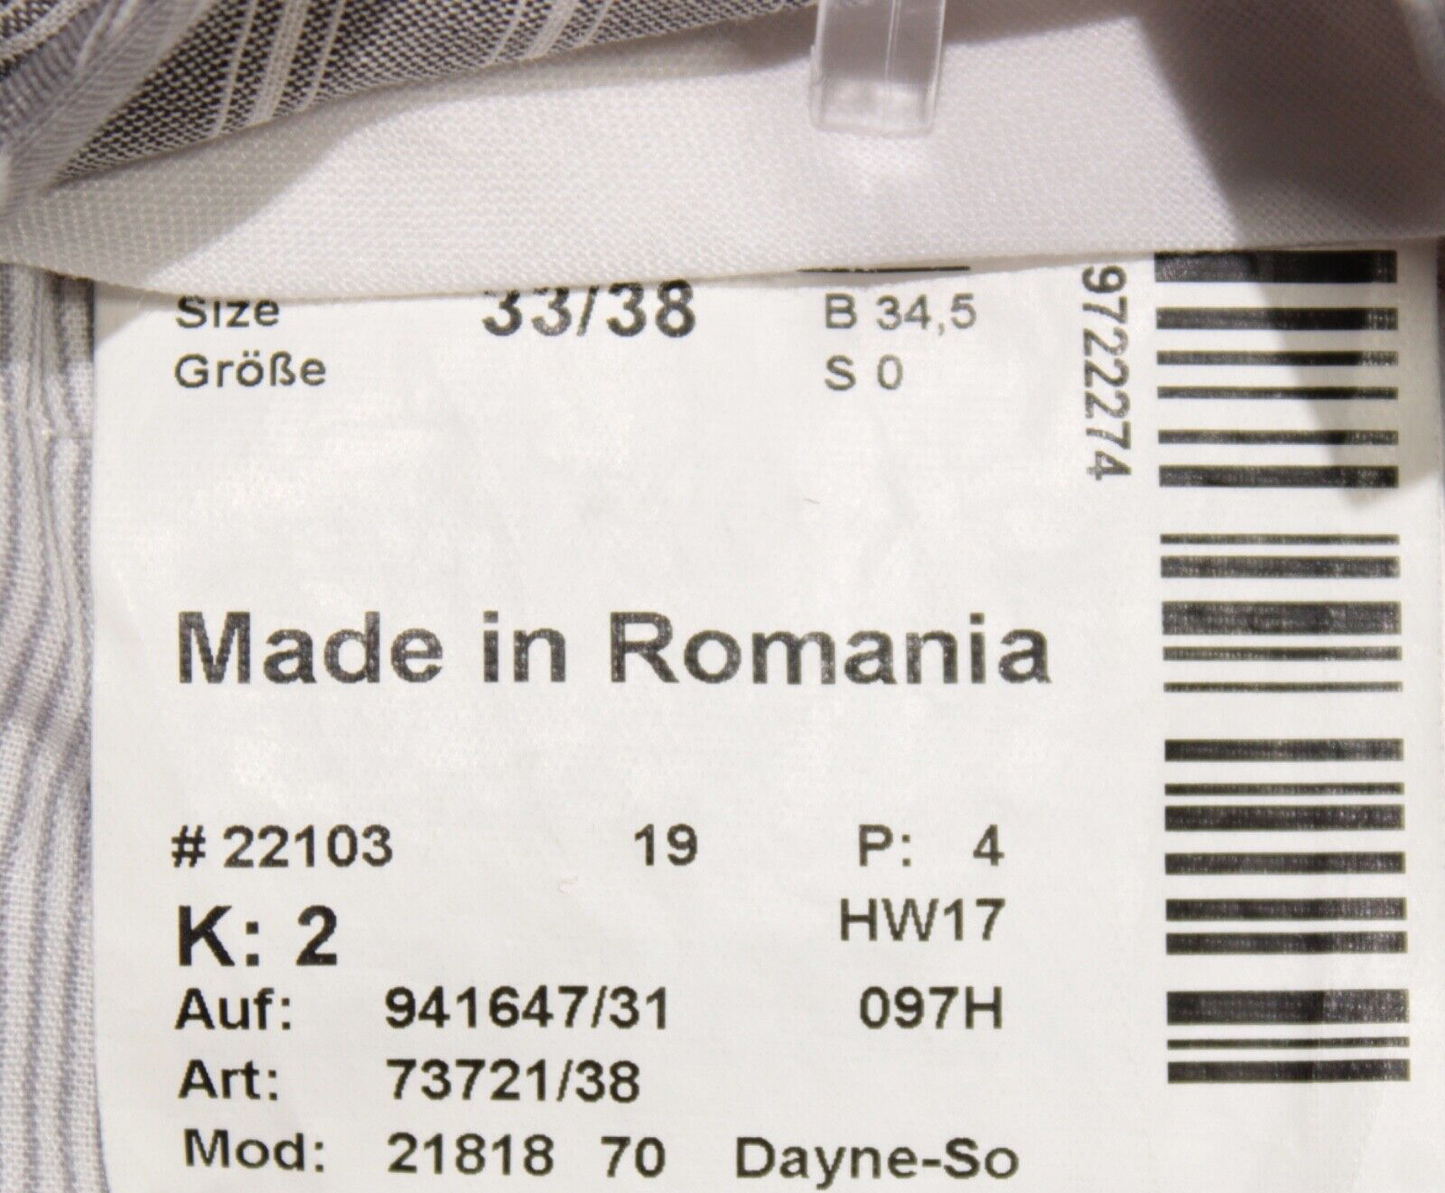 Size 33/38 B 34,5
Größe S 0
9722274
Made in Romania
# 22103 19 P: 4
K: 2 HW17
Auf: 941647/31 097H
Art: 73721/38
Mod: 21818 70 Dayne-So